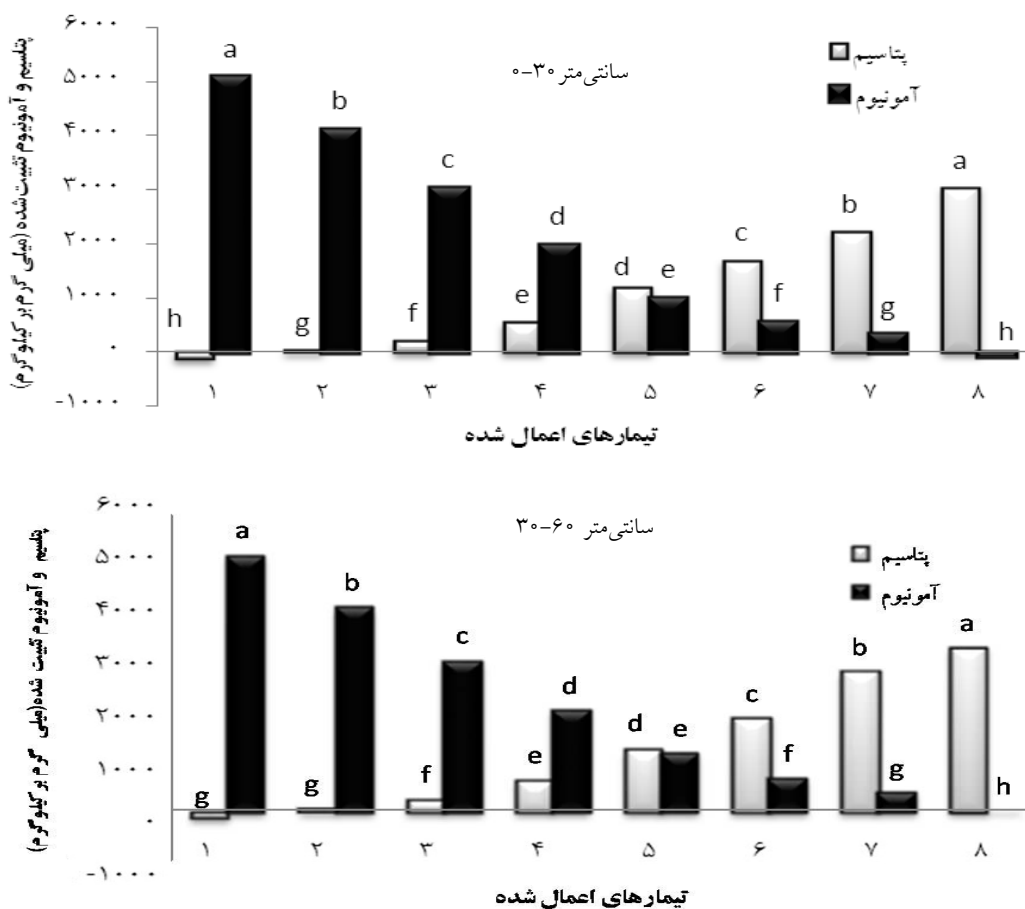 پتاسیم و آمونیوم تثبیت‌شده (میلی گرم بر کیلوگرم)
سانتی‌متر ۳۰-۰
پتاسیم
آمونیوم
۶۰۰۰
۵۰۰۰
۴۰۰۰
۳۰۰۰
۲۰۰۰
۱۰۰۰
۰
-۱۰۰۰
a
b
c
d
e
f
g
h
h
g
f
e
d
c
b
a
۱ ۲ ۳ ۴ ۵ ۶ ۷ ۸
تیمارهای اعمال شده
پتاسیم و آمونیوم تثبیت شده(میلی گرم بر کیلوگرم)
سانتی‌متر ۶۰-۳۰
پتاسیم
آمونیوم
۶۰۰۰
۵۰۰۰
۴۰۰۰
۳۰۰۰
۲۰۰۰
۱۰۰۰
۰
-۱۰۰۰
a
b
c
d
e
f
g
h
g
g
f
e
d
c
b
a
۱ ۲ ۳ ۴ ۵ ۶ ۷ ۸
تیمارهای اعمال شده